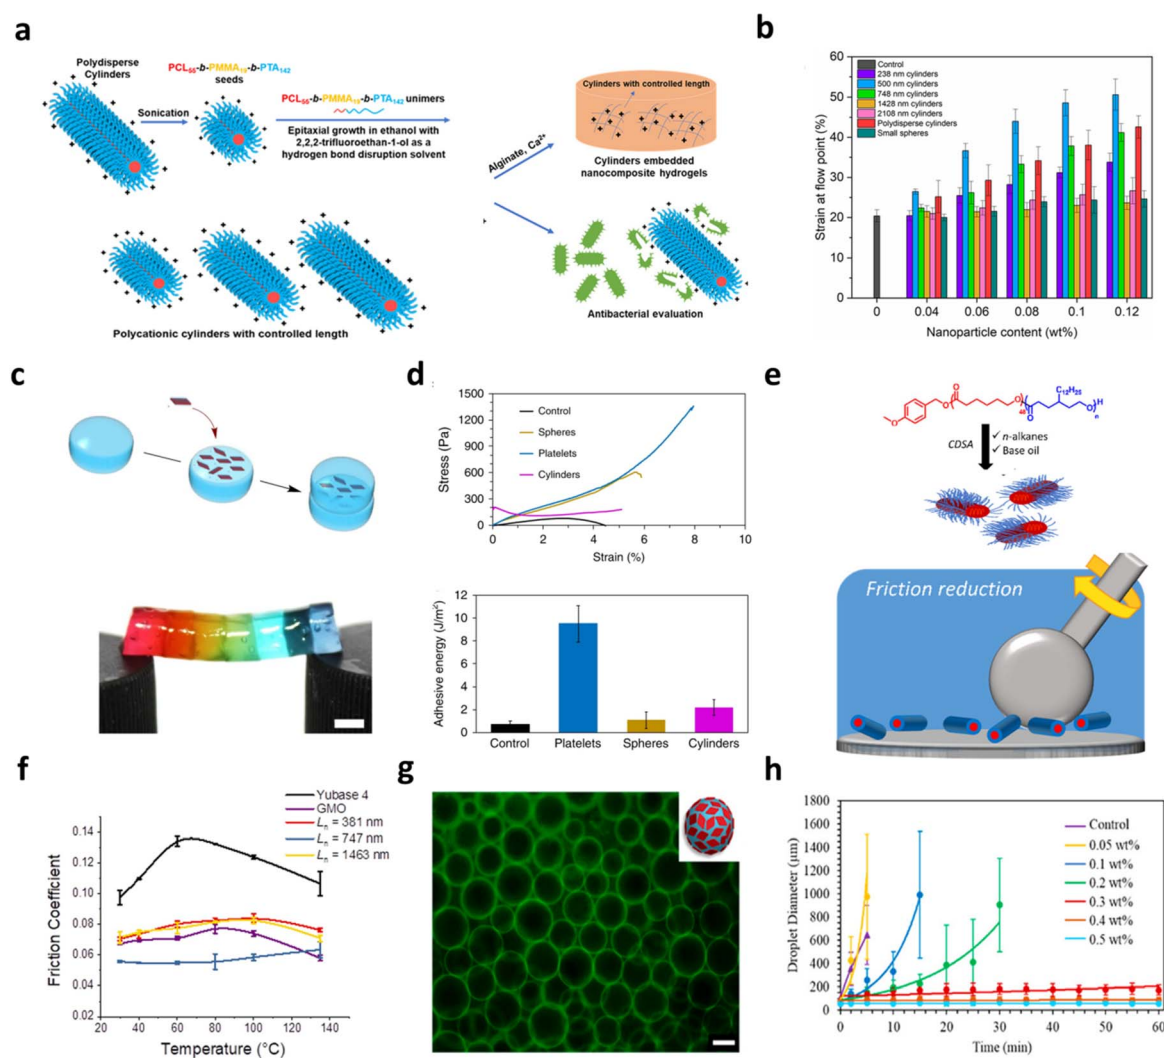 a
Polydisperse
Cylinders
PCL55-b-PMMA18-b-PTA142
seeds
Sonication
PCL55-b-PMMA18-b-PTA142 unimers
Epitaxial growth in ethanol with
2,2,2-trifluoroethan-1-ol as a
hydrogen bond disruption solvent
Polycationic cylinders with controlled length
Alginate, Ca2+
Cylinders with controlled length
Cylinders embedded
nanocomposite hydrogels
Antibacterial evaluation
b
Strain at flow point (%)
60
50
40
30
20
10
0
Control
238 nm cylinders
500 nm cylinders
748 nm cylinders
1428 nm cylinders
2108 nm cylinders
Polydisperse cylinders
Small spheres
0 0.04 0.06 0.08 0.1 0.12
Nanoparticle content (wt%)
c
d
Stress (Pa)
1500
1200
900
600
300
0
Control
Spheres
Platelets
Cylinders
0 2 4 6 8 10
Strain (%)
Adhesive energy (J/m2)
12
10
8
6
4
2
0
Control Platelets Spheres Cylinders
e
C12H25
O O O H
O O 48 O n
CDSA
✓ n-alkanes
✓ Base oil
Friction reduction
f
Friction Coefficient
0.14
0.12
0.10
0.08
0.06
0.04
0.02
Yubase 4
GMO
Ln = 381 nm
Ln = 747 nm
Ln = 1463 nm
20 40 60 80 100 120 140
Temperature (°C)
g
h
Droplet Diameter (µm)
1800
1600
1400
1200
1000
800
600
400
200
0
Control
0.05 wt%
0.1 wt%
0.2 wt%
0.3 wt%
0.4 wt%
0.5 wt%
0 10 20 30 40 50 60
Time (min)